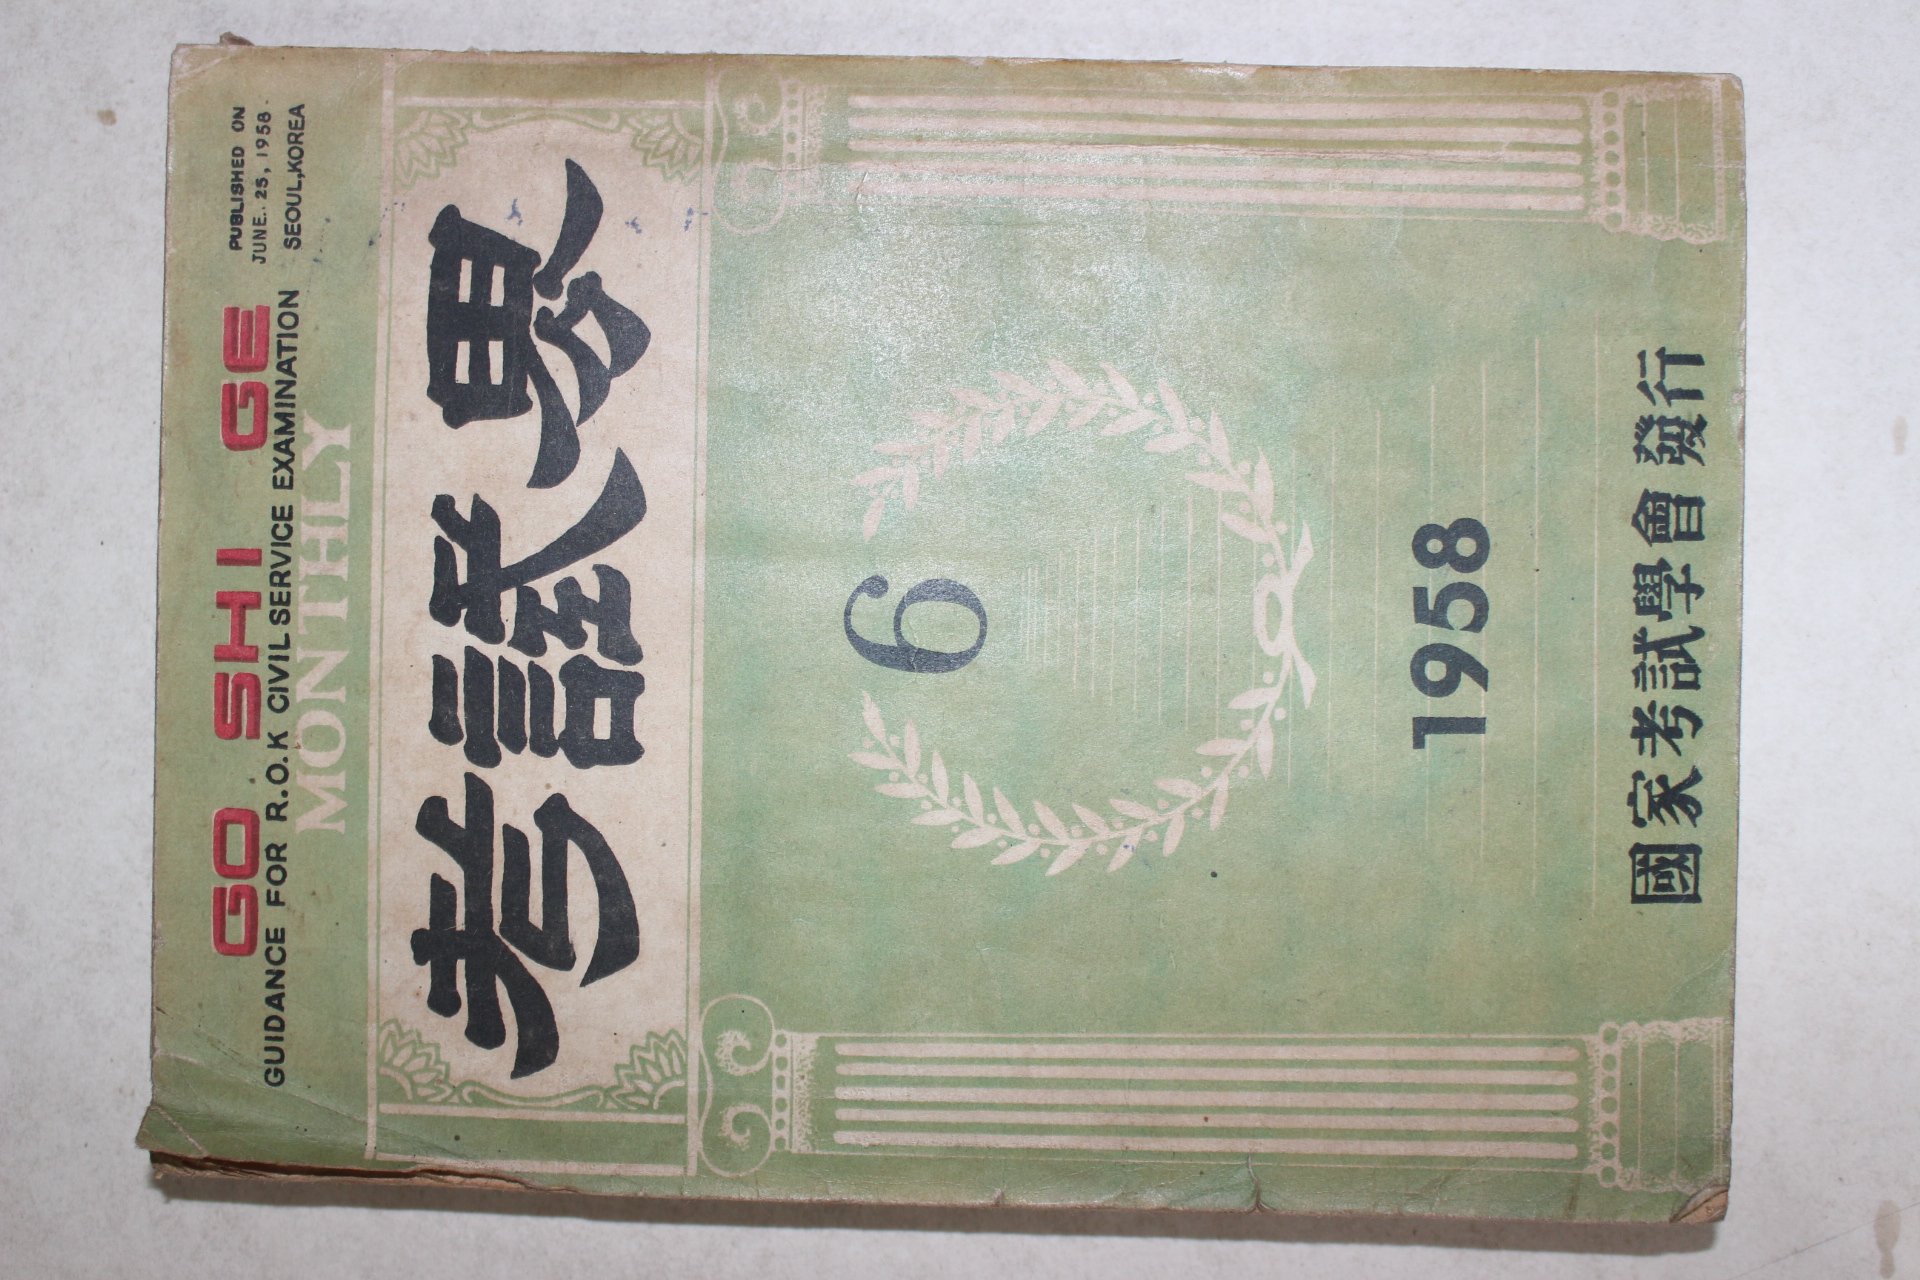 GO SHI GE
PUBLISHED ON
JUNE. 25, 1958.
SEOUL,KOREA
GUIDANCE FOR R.O.K CIVIL SERVICE EXAMINATION
MONTHLY
考試界
6
1958
國家考試學會發行